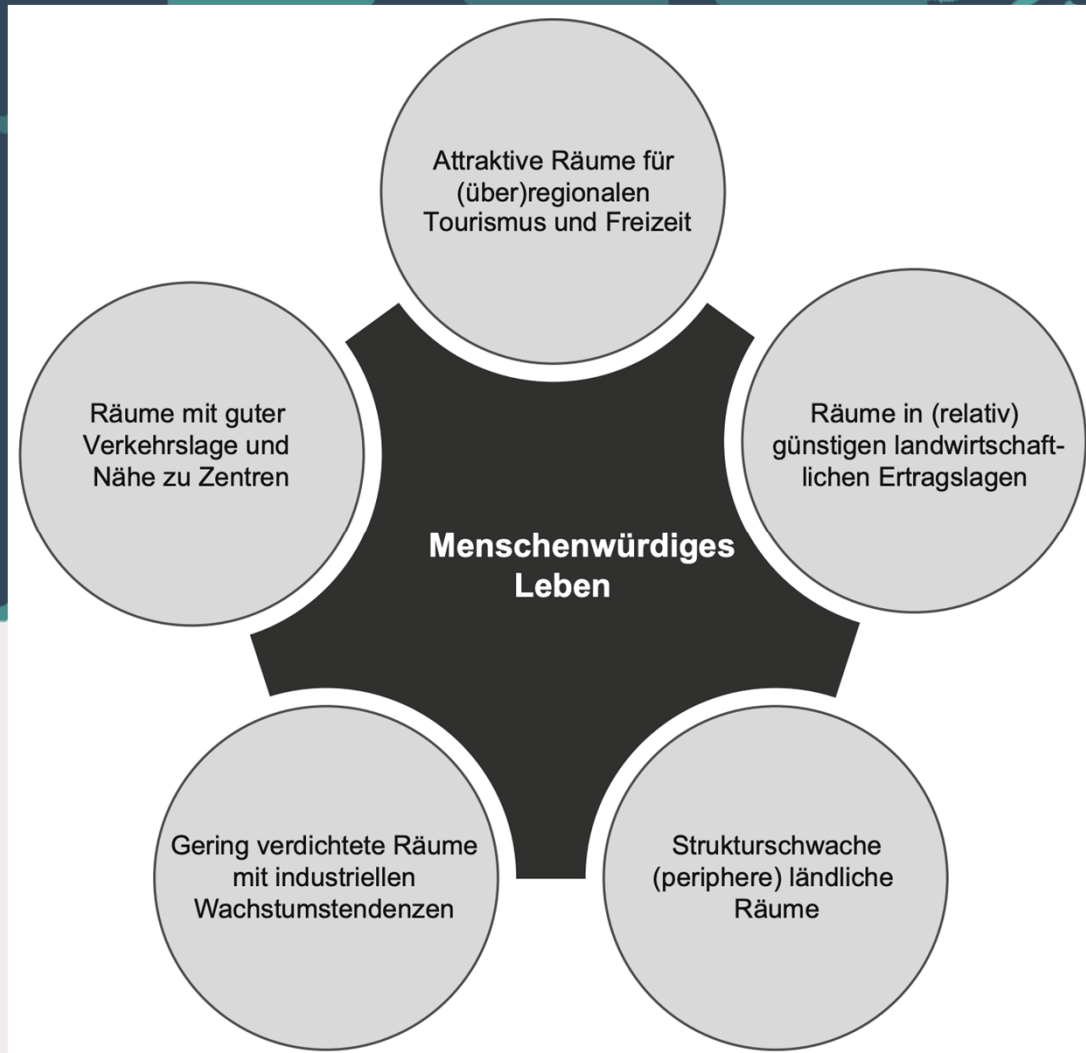 Attraktive Räume für
(über)regionalen
Tourismus und Freizeit
Räume mit guter
Verkehrslage und
Nähe zu Zentren
Räume in (relativ)
günstigen landwirtschaft-
lichen Ertragslagen
Menschenwürdiges
Leben
Gering verdichtete Räume
mit industriellen
Wachstumstendenzen
Strukturschwache
(periphere) ländliche
Räume